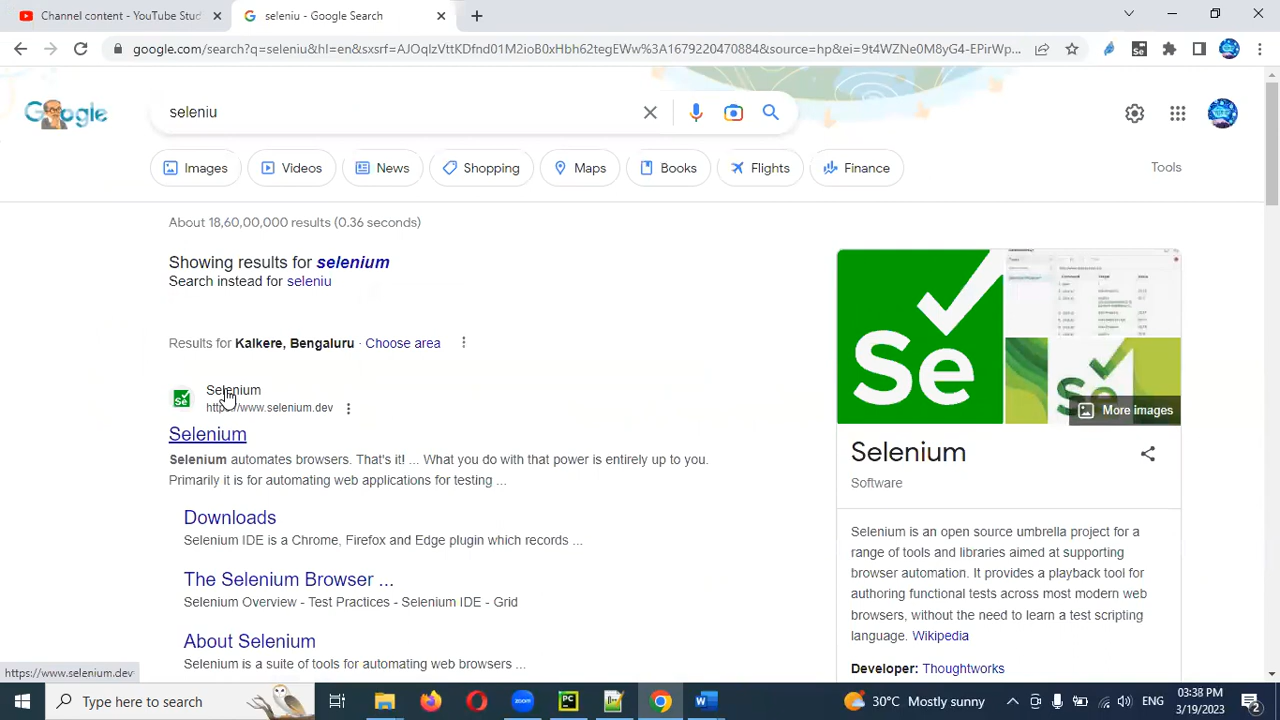 Channel content - YouTube Stud
seleniu - Google Search
google.com/search?q=seleniu&hl=en&sxsrf=AJOqlzVttKDfnd01M2ioB0xHbh62tegEWw%3A1679220470884&source=hp&ei=9t4WZNe0M8yG4-EPirWp...
Google
seleniu
Images
Videos
News
Shopping
Maps
Books
Flights
Finance
Tools
About 18,60,00,000 results (0.36 seconds)
Showing results for selenium
Search instead for seleniu
Results for Kalkere, Bengaluru · Choose area
Selenium
https://www.selenium.dev
Selenium
Selenium automates browsers. That's it! ... What you do with that power is entirely up to you.
Primarily it is for automating web applications for testing ...
Downloads
Selenium IDE is a Chrome, Firefox and Edge plugin which records ...
The Selenium Browser ...
Selenium Overview - Test Practices - Selenium IDE - Grid
About Selenium
Selenium is a suite of tools for automating web browsers ...
Se
More images
Selenium
Software
Selenium is an open source umbrella project for a
range of tools and libraries aimed at supporting
browser automation. It provides a playback tool for
authoring functional tests across most modern web
browsers, without the need to learn a test scripting
language. Wikipedia
Developer: Thoughtworks
https://www.selenium.dev
Type here to search
zoom
PC
30°C Mostly sunny
ENG
03:38 PM
3/19/2023
2